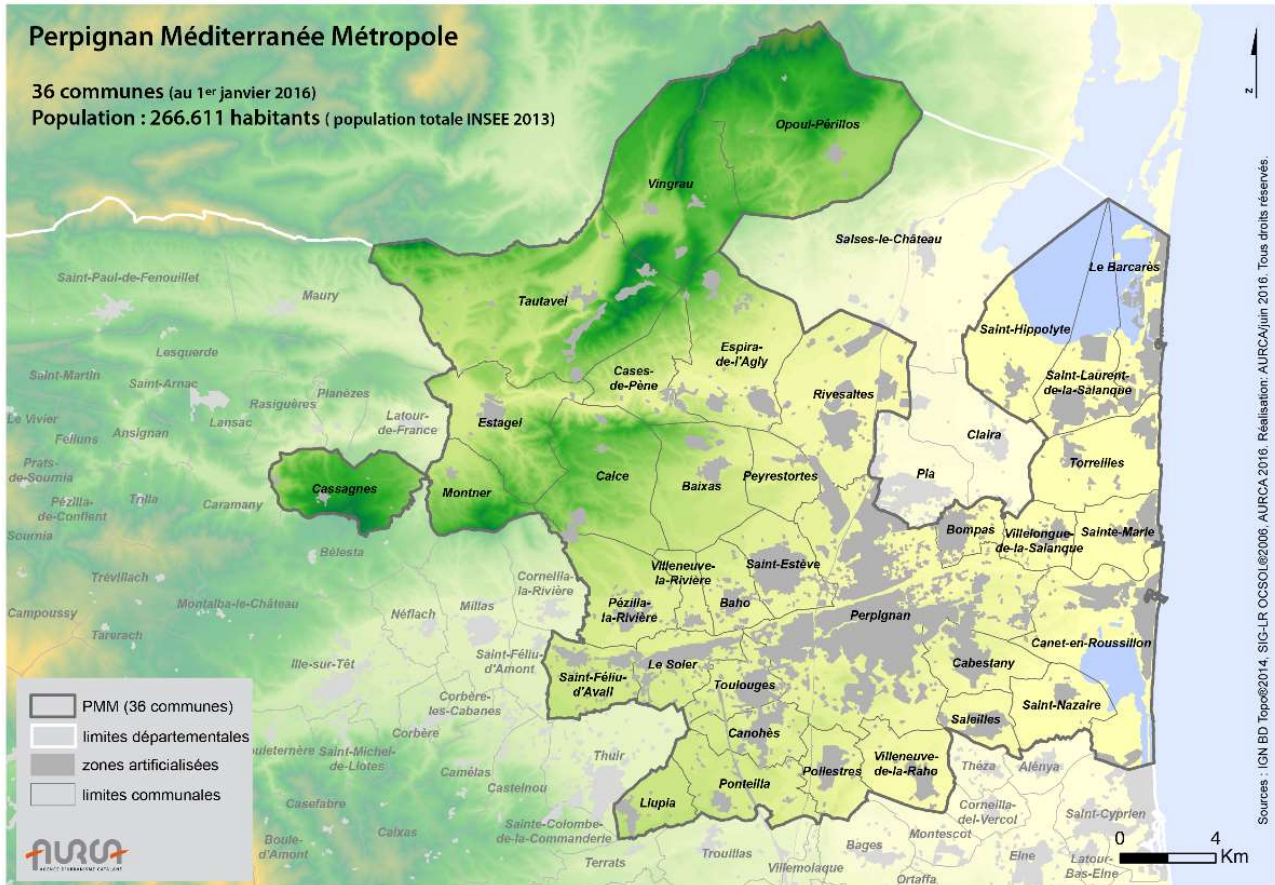 Perpignan Méditerranée Métropole
36 communes (au 1er janvier 2016)
Population : 266.611 habitants ( population totale INSEE 2013)
N
Opoul-Périllos
Vingrau
Salses-le-Château
Le Barcarès
Saint-Paul-de-Fenouillet
Maury
Tautavel
Saint-Hippolyte
Lesquerde
Espira-
de-l'Agly
Saint-Martin
Saint-Arnac
Planèzes
Cases-
de-Pène
Saint-Laurent-
de-la-Salanque
Rasiguères
Rivesaltes
Le Vivier
Lansac
Latour-
de-France
Estagel
Felluns
Ansignan
Claira
Prats-
de-Sournia
Trilla
Cassagnes
Montner
Calce
Baixas
Peyrestortes
Pia
Torreilles
Pézilla-
de-Conflent
Caramany
Sournia
Bompas
Villelongue-
de-la-Salanque
Sainte-Marie
Bélesta
Trévillach
Villeneuve-
la-Rivière
Saint-Estève
Corneilla-
la-Rivière
Montalba-le-Château
Campoussy
Néfiach
Millas
Pézilla-
la-Rivière
Baho
Perpignan
Tarerach
Canet-en-Roussillon
Ille-sur-Têt
Saint-Féliu-
d'Amont
Le Soler
Cabestany
Saint-Féliu-
d'Avall
Toulouges
Corbère-
les-Cabanes
Saint-Nazaire
Saleilles
Corbère
Canohès
ouleternère
Saint-Michel-
de-Llotes
Thuir
Villeneuve-
de-la-Raho
Pollestres
Théza
Alénya
Camélas
Ponteilla
Castelnou
Llupia
Casefabre
Corneilla-
del-Vercol
Saint-Cyprien
Sainte-Colombe-
de-la-Commanderie
Caixas
Montescot
Boule-
d'Amont
Trouillas
Bages
Elne
Latour-
Bas-Elne
Terrats
Villemolaque
Ortaffa
PMM (36 communes)
limites départementales
zones artificialisées
limites communales
AURCA
AGENCE D'URBANISME CATALANE
0 4
Km
Sources : IGN BD Topo®2014, SIG-LR OCSOL®2006, AURCA 2016. Réalisation: AURCA/juin 2016. Tous droits réservés.